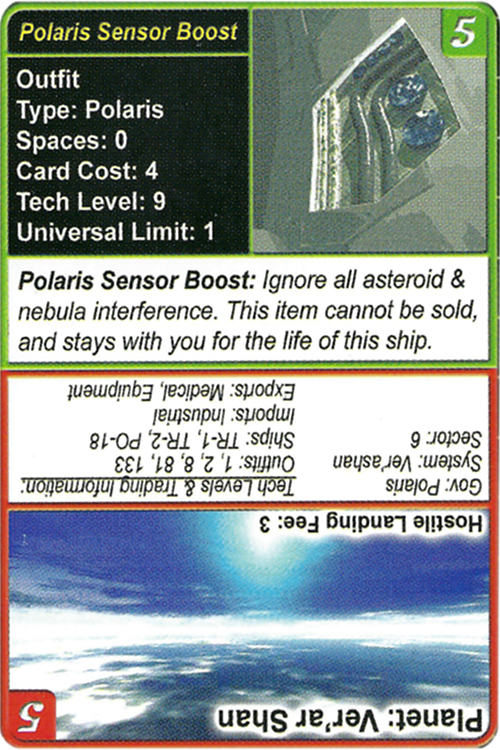 Polaris Sensor Boost
5
Outfit
Type: Polaris
Spaces: 0
Card Cost: 4
Tech Level: 9
Universal Limit: 1
Polaris Sensor Boost: Ignore all asteroid &
nebula interference. This item cannot be sold,
and stays with you for the life of this ship.
Planet: Ver'ar Shan
5
Hostile Landing Fee: 3
Gov: Polaris
System: Ver'ashan
Sector: 6
Tech Levels & Trading Information:
Outfits: 1, 2, 8, 81, 133
Ships: TR-1, TR-2, PO-18
Imports: Industrial
Exports: Medical, Equipment